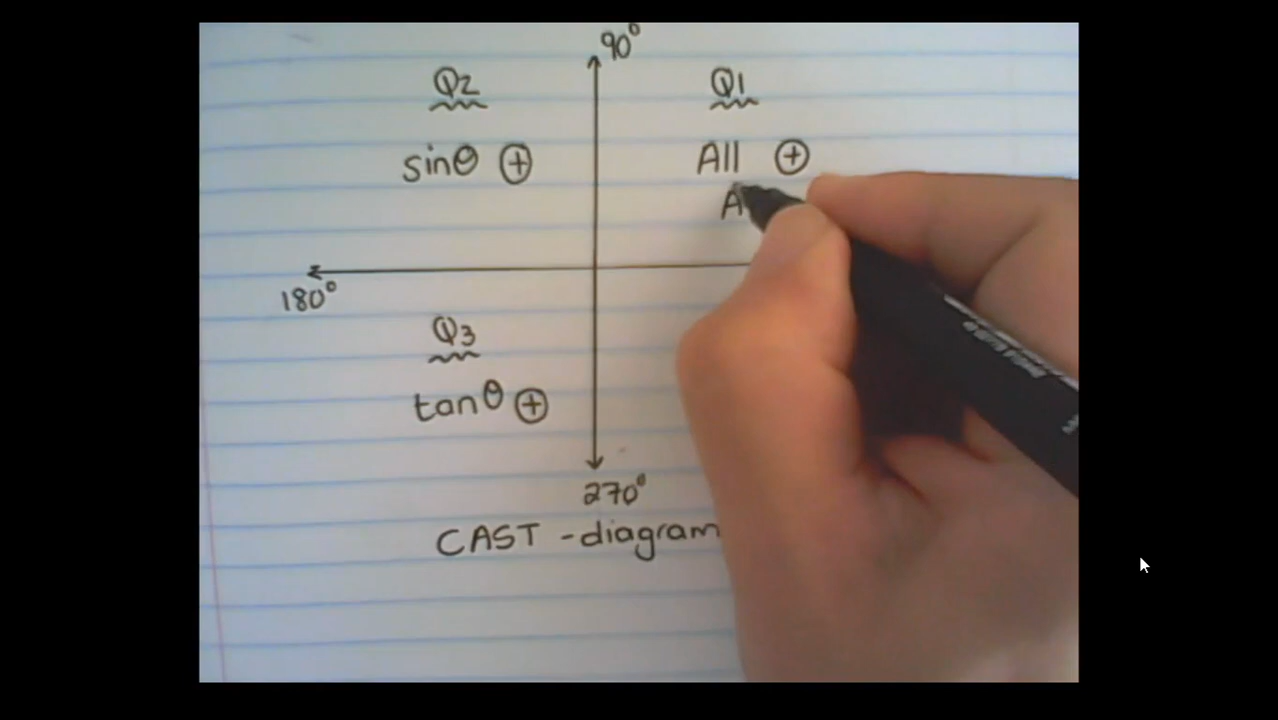 90°
Q2
Q1
sinθ ⊕
All ⊕
A
180°
Q3
tanθ ⊕
270°
CAST - diagram